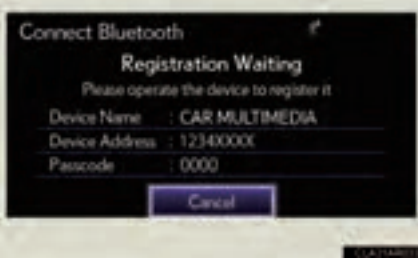 Connect Bluetooth
Registration Waiting
Please operate the device to register it
Device Name : CAR MULTIMEDIA
Device Address : 1234XXXX
Passcode : 0000
Cancel